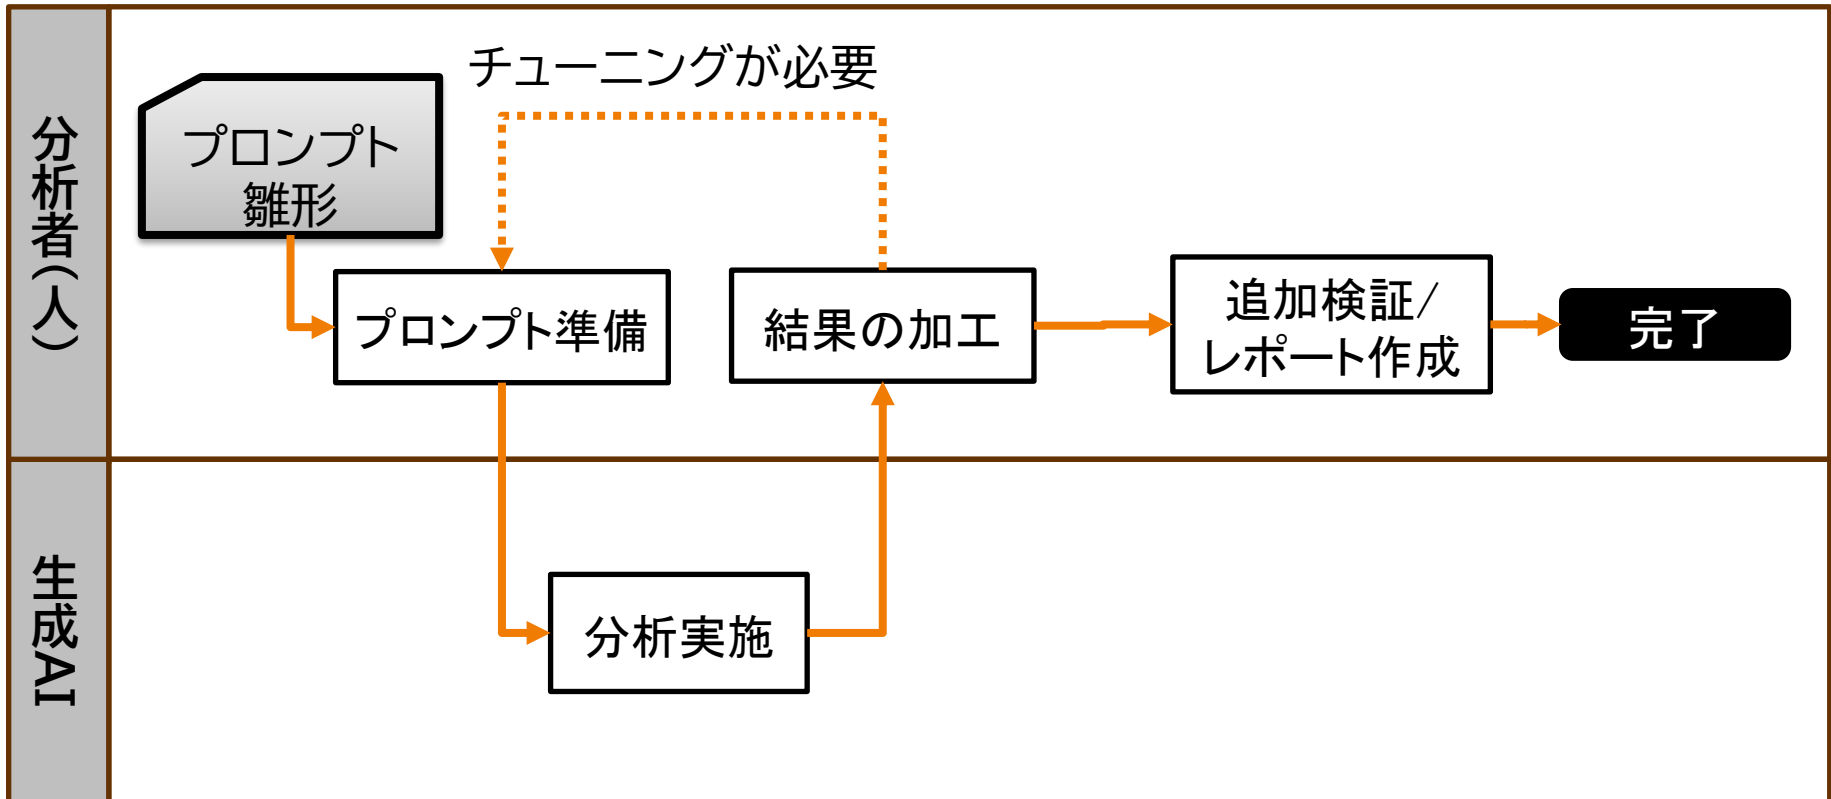 分析者(人)
チューニングが必要
プロンプト
雛形
プロンプト準備
結果の加工
追加検証/
レポート作成
完了
生成AI
分析実施